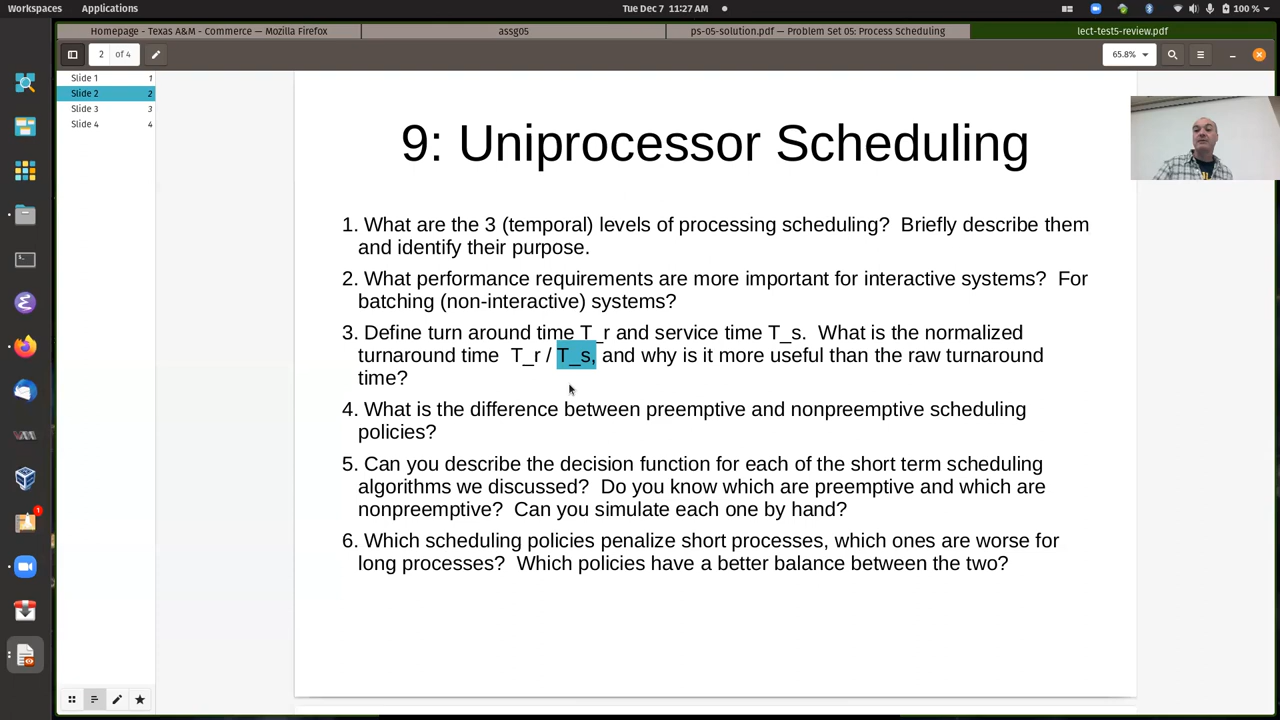 Workspaces Applications Tue Dec 7 11:27 AM 100 %
Homepage - Texas A&M - Commerce — Mozilla Firefox assg05 ps-05-solution.pdf — Problem Set 05: Process Scheduling lect-test5-review.pdf
2 of 4 65.8%
Slide 1 1
Slide 2 2
Slide 3 3
Slide 4 4
9: Uniprocessor Scheduling
1. What are the 3 (temporal) levels of processing scheduling? Briefly describe them
and identify their purpose.
2. What performance requirements are more important for interactive systems? For
batching (non-interactive) systems?
3. Define turn around time T_r and service time T_s. What is the normalized
turnaround time T_r / T_s, and why is it more useful than the raw turnaround
time?
4. What is the difference between preemptive and nonpreemptive scheduling
policies?
5. Can you describe the decision function for each of the short term scheduling
algorithms we discussed? Do you know which are preemptive and which are
nonpreemptive? Can you simulate each one by hand?
6. Which scheduling policies penalize short processes, which ones are worse for
long processes? Which policies have a better balance between the two?
1